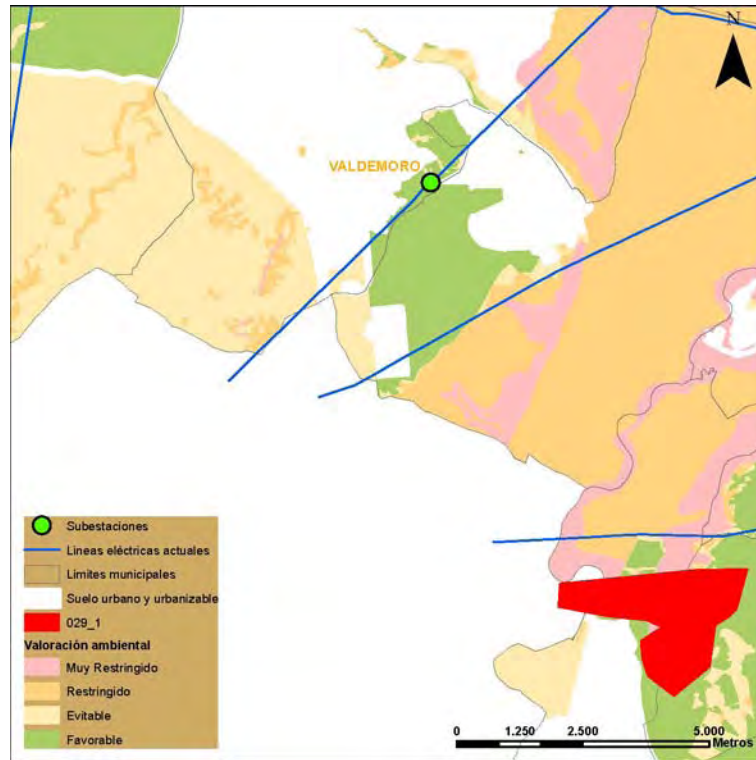 N
VALDEMORO
Subestaciones
Lineas eléctricas actuales
Limites municipales
Suelo urbano y urbanizable
029_1
Valoración ambiental
Muy Restringido
Restringido
Evitable
Favorable
0 1.250 2.500 5.000
Metros